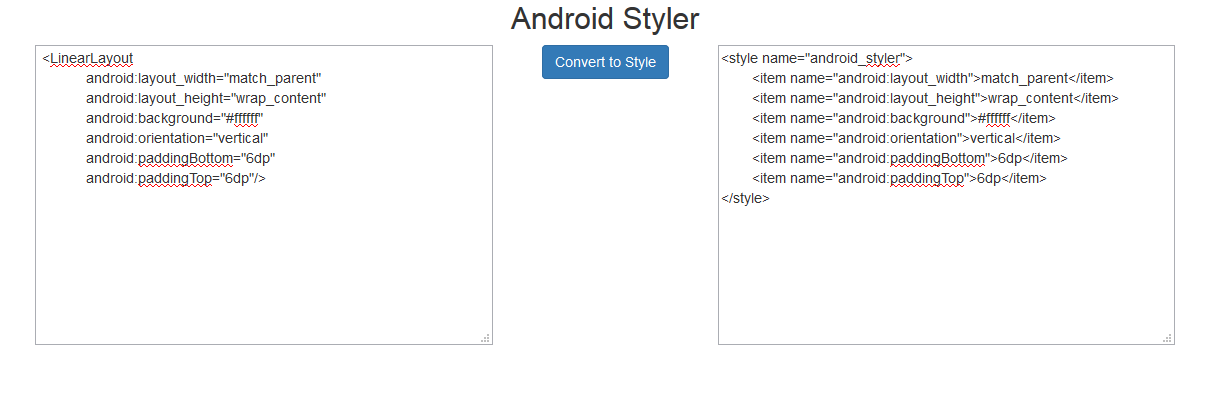 Android Styler
<LinearLayout
android:layout_width="match_parent"
android:layout_height="wrap_content"
android:background="#ffffff"
android:orientation="vertical"
android:paddingBottom="6dp"
android:paddingTop="6dp"/>
Convert to Style
<style name="android_styler">
<item name="android:layout_width">match_parent</item>
<item name="android:layout_height">wrap_content</item>
<item name="android:background">#ffffff</item>
<item name="android:orientation">vertical</item>
<item name="android:paddingBottom">6dp</item>
<item name="android:paddingTop">6dp</item>
</style>